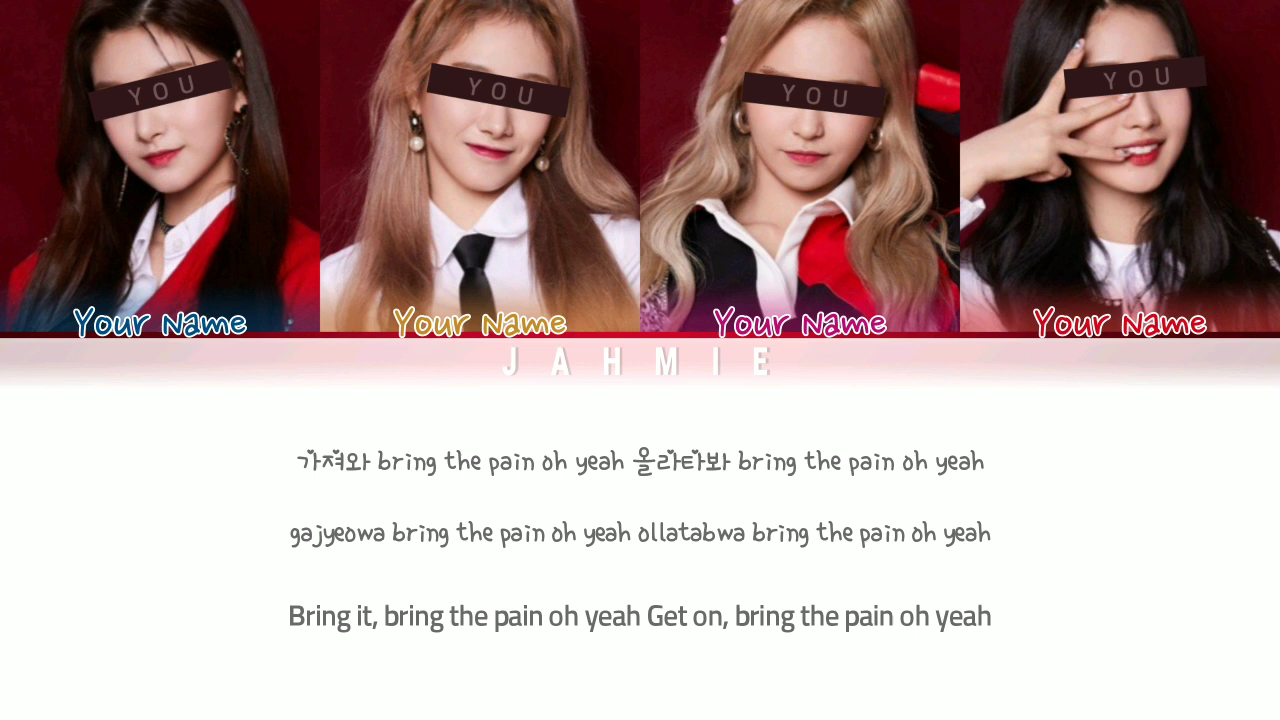 YOU YOU YOU YOU
Your Name Your Name Your Name Your Name
JAHMIE
가져와 bring the pain oh yeah 올라타봐 bring the pain oh yeah
gajyeowa bring the pain oh yeah ollatabwa bring the pain oh yeah
Bring it, bring the pain oh yeah Get on, bring the pain oh yeah